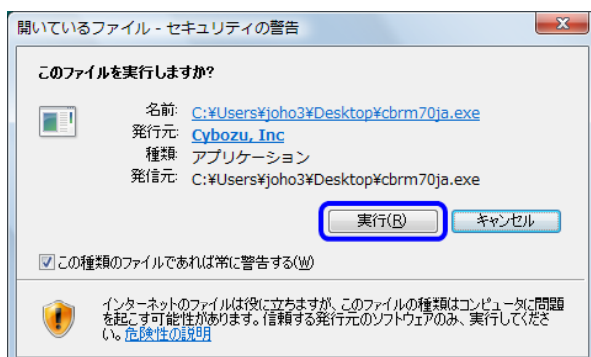 開いているファイル - セキュリティの警告
このファイルを実行しますか?
名前: C:¥Users¥joho3¥Desktop¥cbrm70ja.exe
発行元: Cybozu, Inc
種類: アプリケーション
発信元: C:¥Users¥joho3¥Desktop¥cbrm70ja.exe
実行(R) キャンセル
この種類のファイルであれば常に警告する(W)
インターネットのファイルは役に立ちますが、このファイルの種類はコンピュータに問題
を起こす可能性があります。信頼する発行元のソフトウェアのみ、実行してくださ
い。危険性の説明